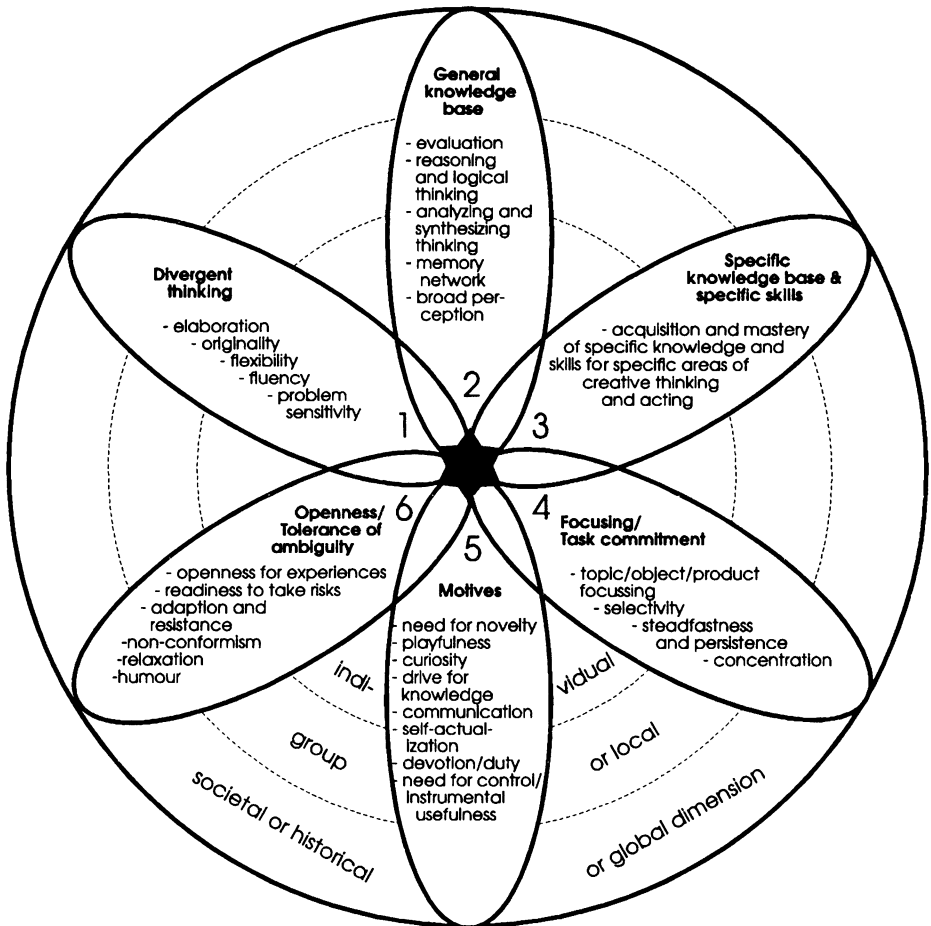 General
knowledge
base
- evaluation
- reasoning
and logical
thinking
- analyzing and
synthesizing
thinking
- memory
network
- broad per-
ception
Divergent
thinking
- elaboration
- originality
- flexibility
- fluency
- problem
sensitivity
Specific
knowledge base &
specific skills
- acquisition and mastery
of specific knowledge and
skills for specific areas of
creative thinking
and acting
1
2
3
6
5
4
Openness/
Tolerance of
ambiguity
- openness for experiences
- readiness to take risks
- adaption and
resistance
-non-conformism
-relaxation
-humour
Motives
- need for novelty
- playfulness
- curiosity
- drive for
knowledge
- communication
- self-actual-
ization
- devotion/duty
- need for control/
instrumental
usefulness
Focusing/
Task commitment
- topic/object/product
focussing
- selectivity
- steadfastness
and persistence
- concentration
indi- vidual
group or local
societal or historical or global dimension